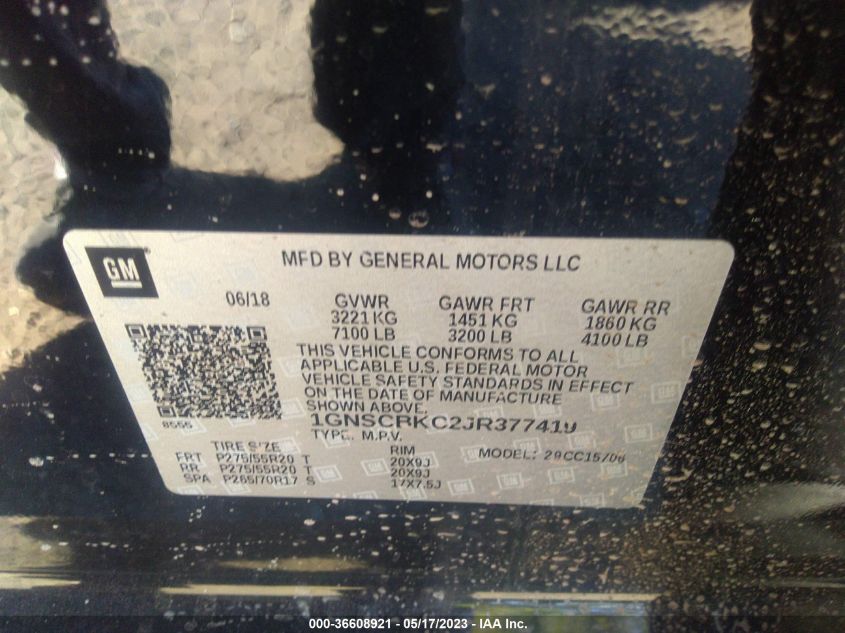 GM
MFD BY GENERAL MOTORS LLC
06/18
GVWR
3221 KG
7100 LB
GAWR FRT
1451 KG
3200 LB
GAWR RR
1860 KG
4100 LB
THIS VEHICLE CONFORMS TO ALL
APPLICABLE U.S. FEDERAL MOTOR
VEHICLE SAFETY STANDARDS IN EFFECT
ON THE DATE OF MANUFACTURE
SHOWN ABOVE.
8555
1GNSCRKC2JR377419
TYPE: M.P.V.
MODEL: 29CC15706
TIRE SIZE
RIM
FRT P275/55R20 T 20X9J
RR P275/55R20 T 20X9J
SPA P265/70R17 S 17X7.5J
000-36608921 - 05/17/2023 - IAA Inc.